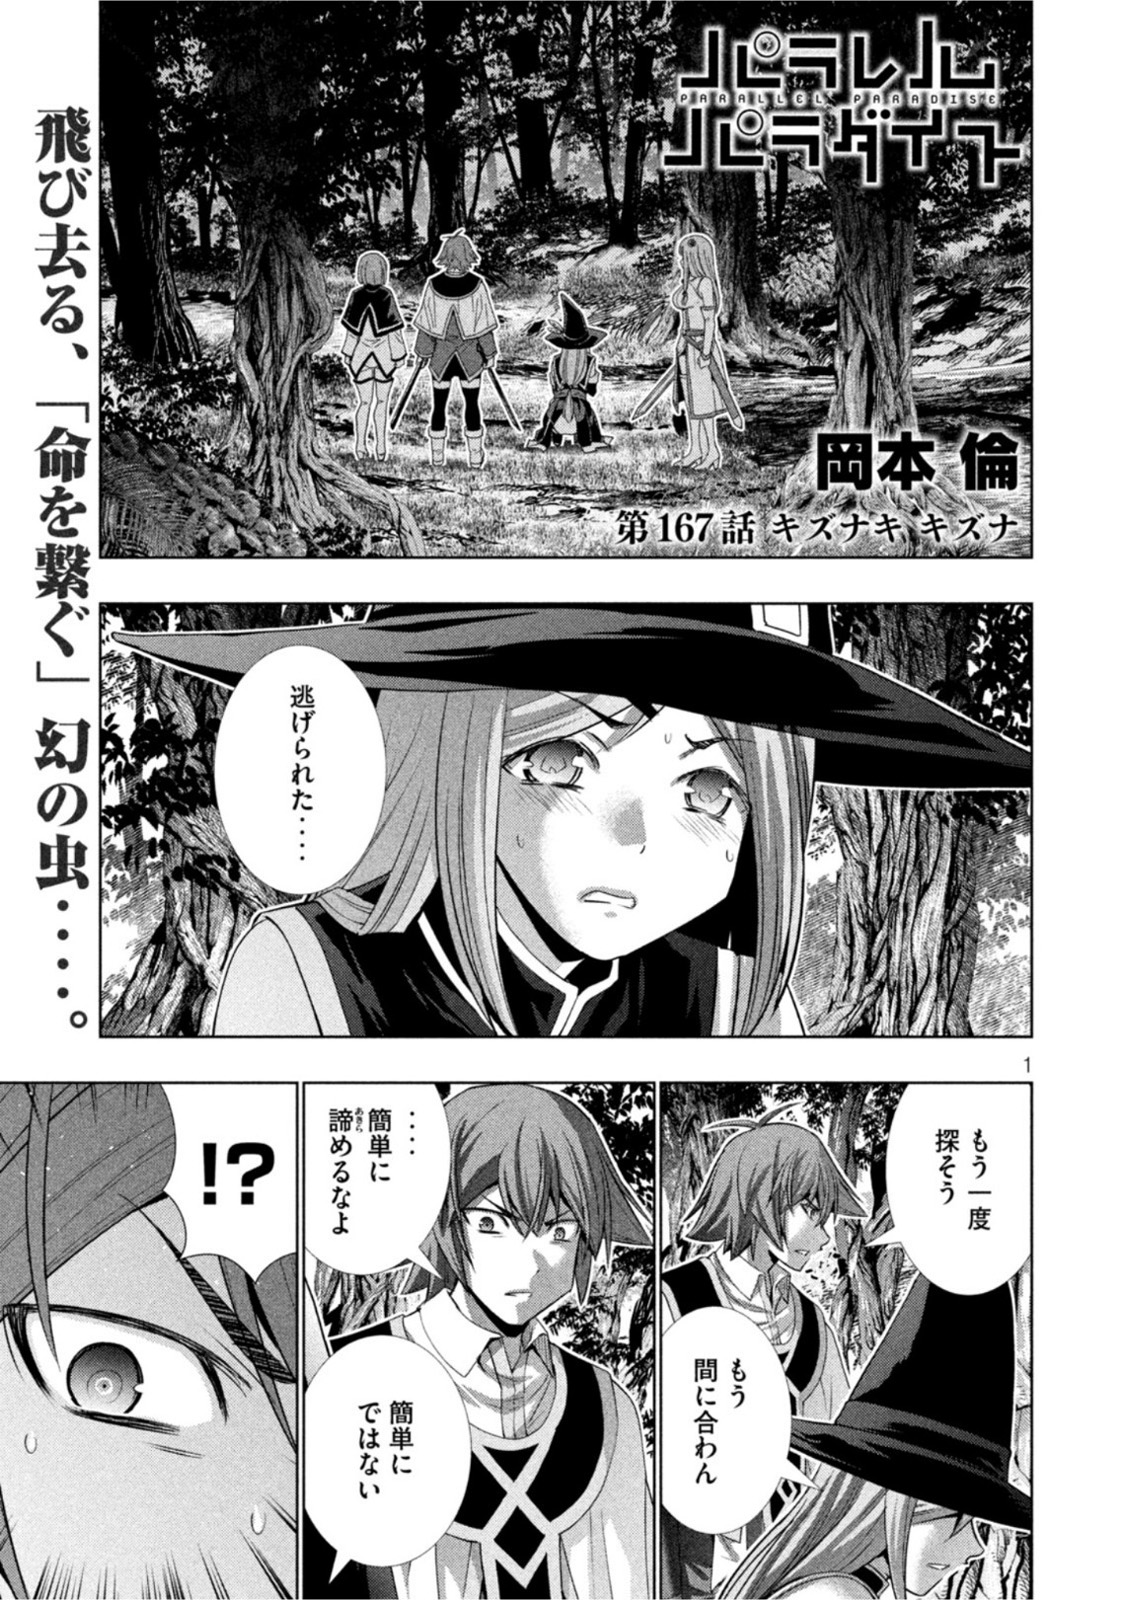 パラレル
PARALLEL PARADISE
パラダイス
岡本 倫
第167話 キズナキ キズナ
飛び去る、「命を繋ぐ」幻の虫‥‥。
逃げられた‥‥
1
もう一度
探そう
もう
間に合わん
‥‥
簡単に
諦めるなよ
あきら
簡単に
ではない
!?